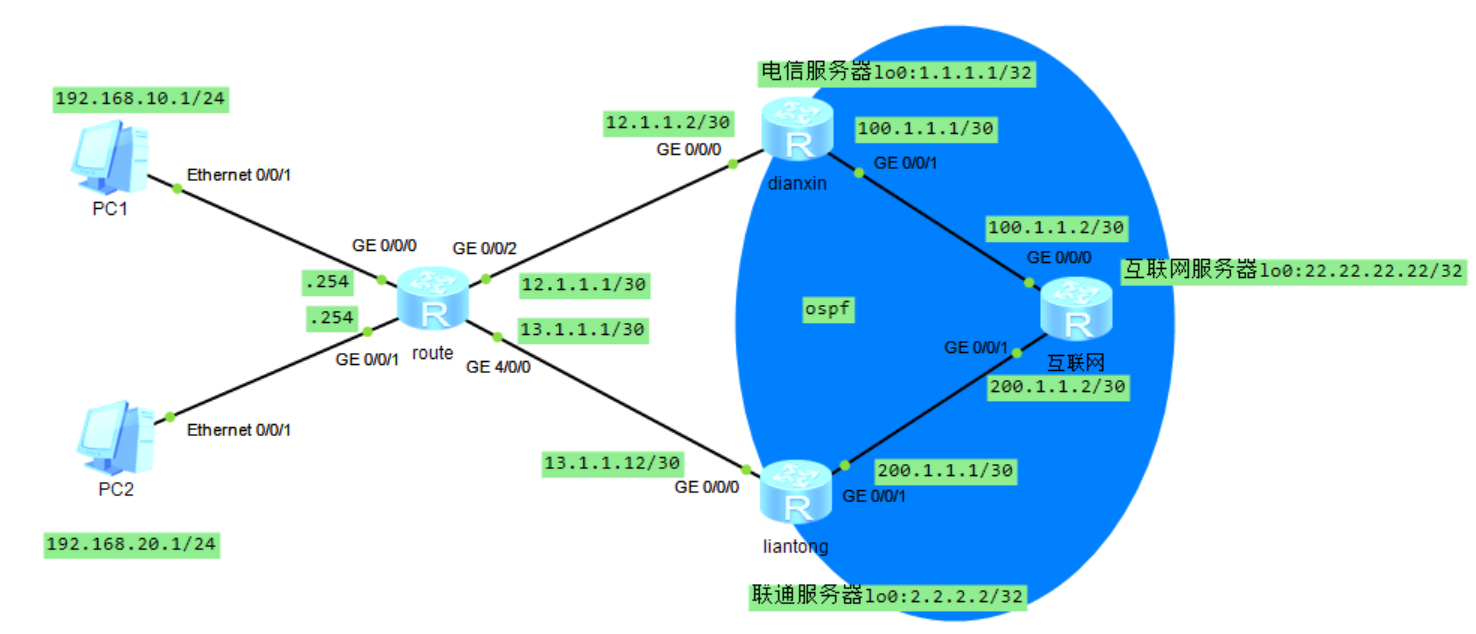 电信服务器lo0:1.1.1.1/32
192.168.10.1/24
12.1.1.2/30
100.1.1.1/30
GE 0/0/0
GE 0/0/1
R
dianxin
Ethernet 0/0/1
PC1
100.1.1.2/30
GE 0/0/0
GE 0/0/2
GE 0/0/0
互联网服务器lo0:22.22.22.22/32
.254
12.1.1.1/30
R
R
ospf
.254
13.1.1.1/30
GE 0/0/1
route
GE 4/0/0
GE 0/0/1
互联网
200.1.1.2/30
Ethernet 0/0/1
13.1.1.12/30
200.1.1.1/30
PC2
GE 0/0/0
GE 0/0/1
R
192.168.20.1/24
liantong
联通服务器lo0:2.2.2.2/32